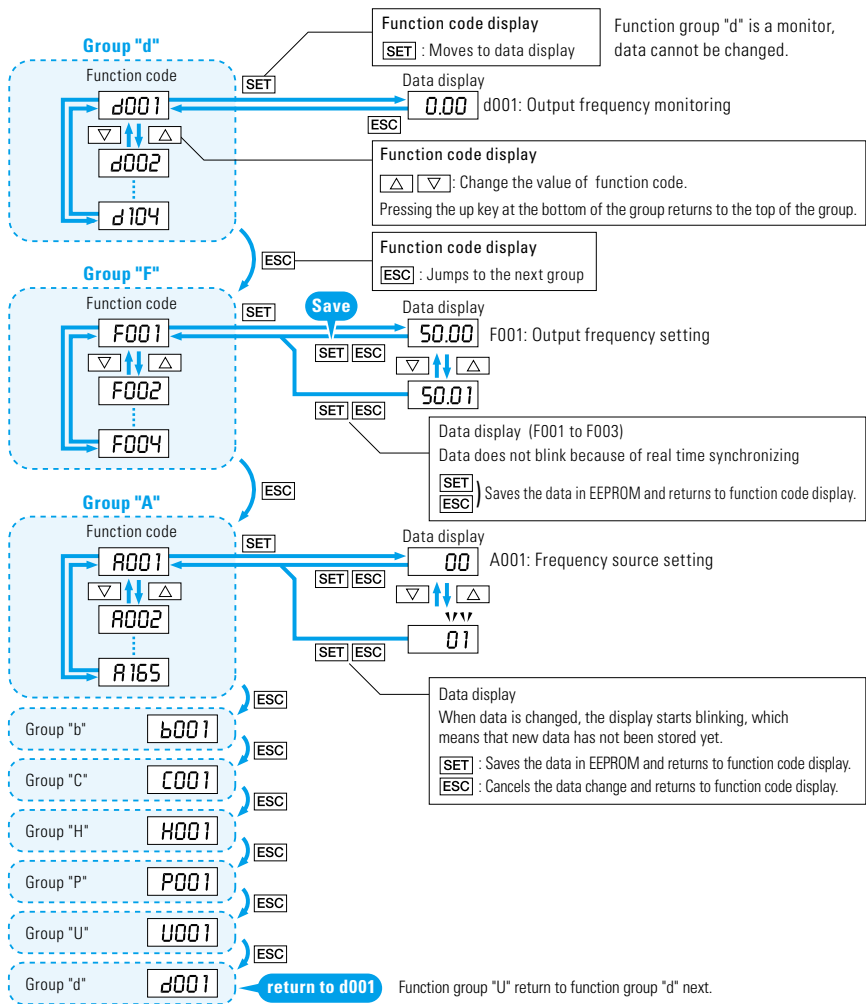 Group "d"
Function code
d001
▽ △
d002
d104
SET
ESC
Function code display
SET : Moves to data display
Function group "d" is a monitor,
data cannot be changed.
Data display
0.00 d001: Output frequency monitoring
Function code display
△ ▽ : Change the value of function code.
Pressing the up key at the bottom of the group returns to the top of the group.
ESC
Function code display
ESC : Jumps to the next group
Group "F"
Function code
F001
▽ △
F002
F004
SET
Save
SET ESC
SET ESC
Data display
50.00 F001: Output frequency setting
▽ △
50.01
Data display (F001 to F003)
Data does not blink because of real time synchronizing
SET
ESC ) Saves the data in EEPROM and returns to function code display.
ESC
Group "A"
Function code
A001
▽ △
A002
A165
SET
SET ESC
SET ESC
Data display
00 A001: Frequency source setting
▽ △
01
Data display
When data is changed, the display starts blinking, which
means that new data has not been stored yet.
SET : Saves the data in EEPROM and returns to function code display.
ESC : Cancels the data change and returns to function code display.
ESC
Group "b" b001
ESC
Group "C" C001
ESC
Group "H" H001
ESC
Group "P" P001
ESC
Group "U" U001
ESC
Group "d" d001
return to d001 Function group "U" return to function group "d" next.